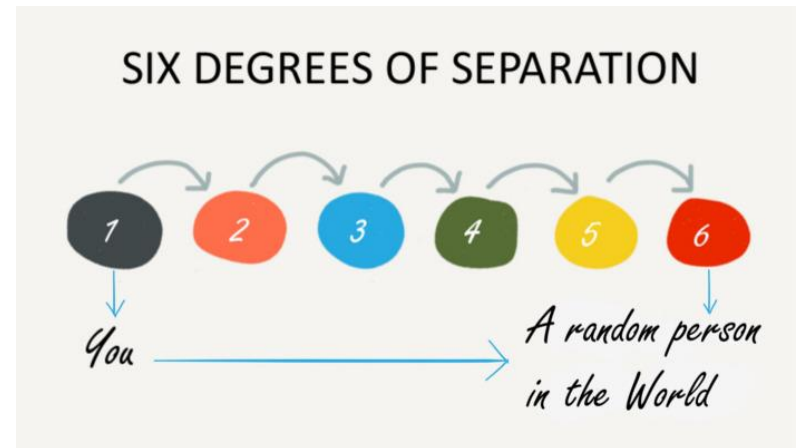 SIX DEGREES OF SEPARATION
1 2 3 4 5 6
You
A random person
in the World